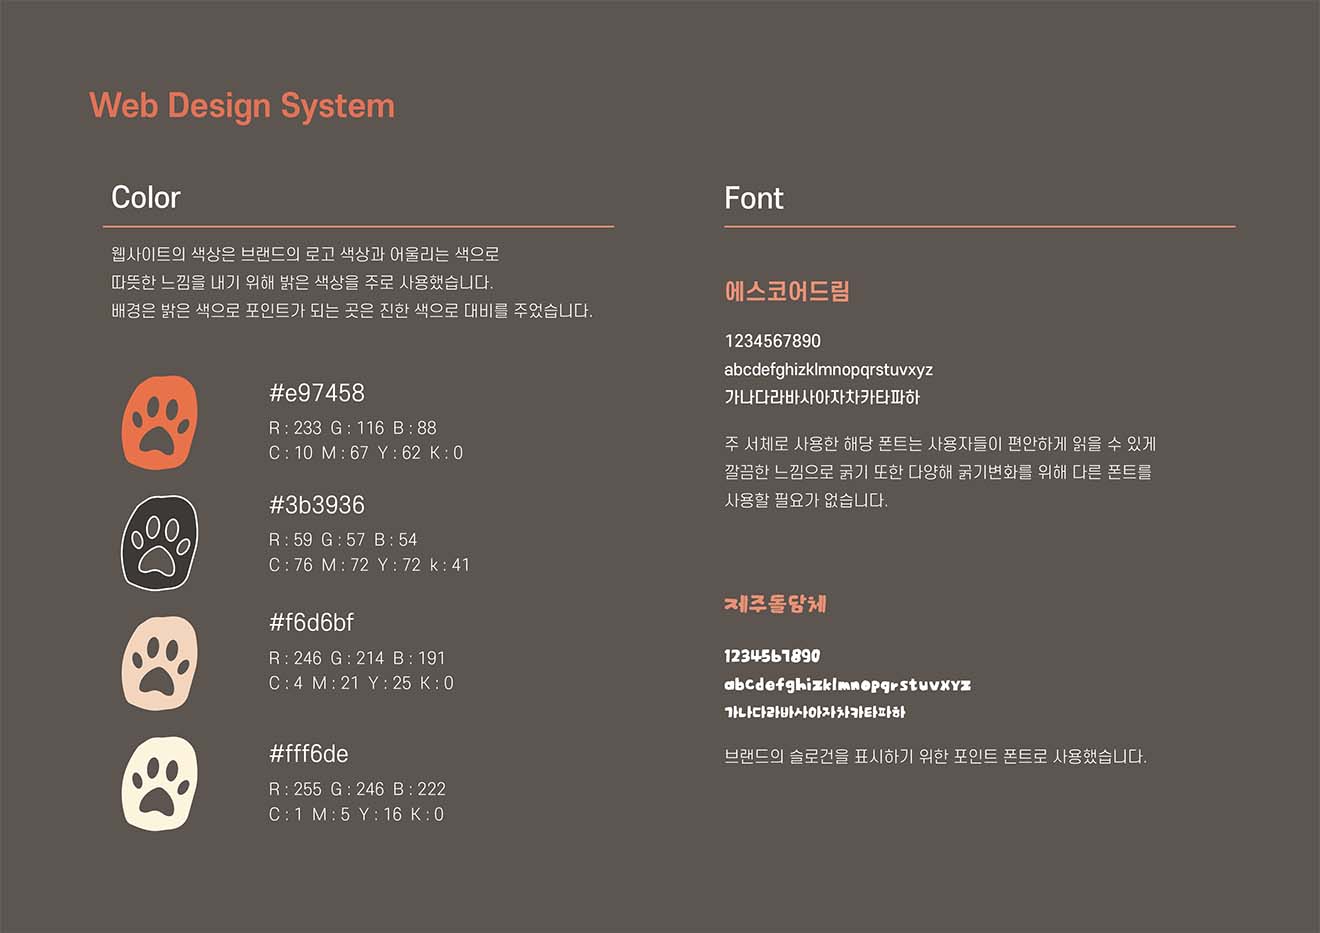 Web Design System
Color
웹사이트의 색상은 브랜드의 로고 색상과 어울리는 색으로
따뜻한 느낌을 내기 위해 밝은 색상을 주로 사용했습니다.
배경은 밝은 색으로 포인트가 되는 곳은 진한 색으로 대비를 주었습니다.
#e97458
R : 233 G : 116 B : 88
C : 10 M : 67 Y : 62 K : 0
#3b3936
R : 59 G : 57 B : 54
C : 76 M : 72 Y : 72 k : 41
#f6d6bf
R : 246 G : 214 B : 191
C : 4 M : 21 Y : 25 K : 0
#fff6de
R : 255 G : 246 B : 222
C : 1 M : 5 Y : 16 K : 0
Font
에스코어드림
1234567890
abcdefghizklmnopqrstuvxyz
가나다라바사아자차카타파하
주 서체로 사용한 해당 폰트는 사용자들이 편안하게 읽을 수 있게
깔끔한 느낌으로 굵기 또한 다양해 굵기변화를 위해 다른 폰트를
사용할 필요가 없습니다.
제주돌담체
1234567890
abcdefghizklmnopqrstuvxyz
가나다라바사아자차카타파하
브랜드의 슬로건을 표시하기 위한 포인트 폰트로 사용했습니다.